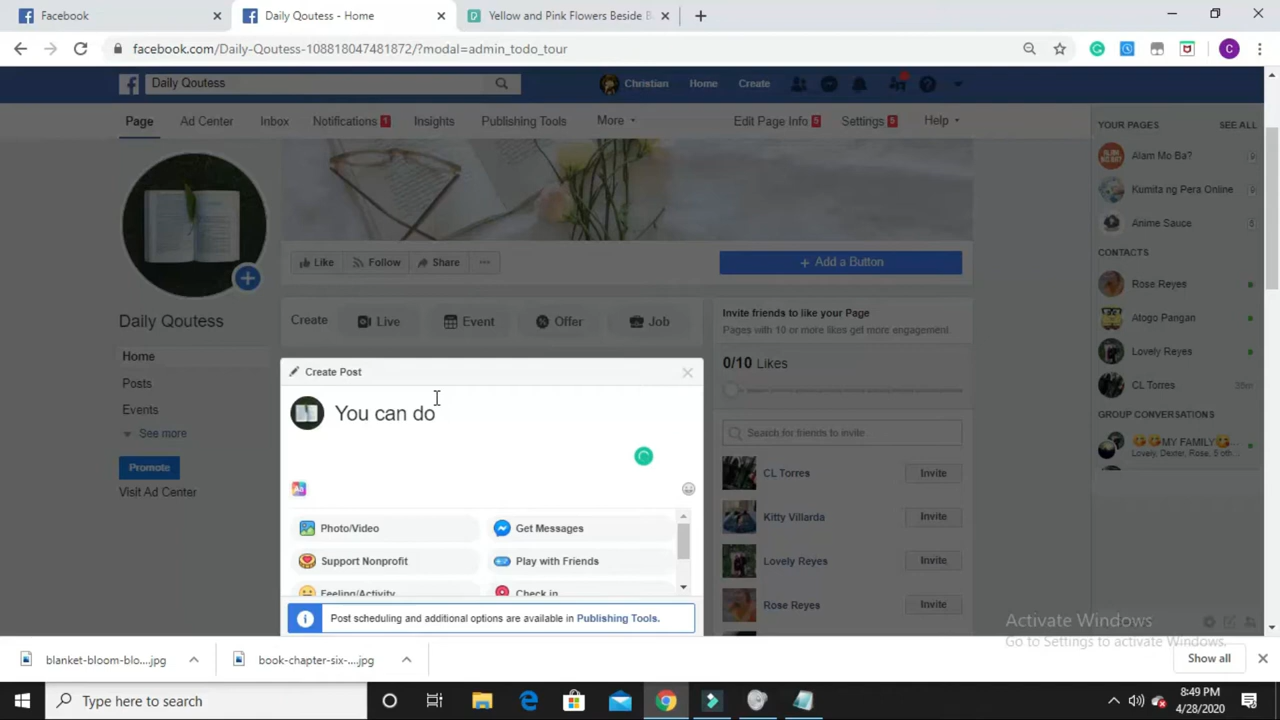 Facebook
Daily Qoutess - Home
Yellow and Pink Flowers Beside B
facebook.com/Daily-Qoutess-108818047481872/?modal=admin_todo_tour
C
Daily Qoutess
Christian
Home
Create
Page
Ad Center
Inbox
Notifications 1
Insights
Publishing Tools
More
Edit Page Info 5
Settings 5
Help
YOUR PAGES
SEE ALL
Alam Mo Ba?
Kumita ng Pera Online
Anime Sauce
6
CONTACTS
Rose Reyes
Atogo Pangan
Lovely Reyes
CL Torres
GROUP CONVERSATIONS
😋😋MY FAMILY😋...
Lovely, Dexter, Rose, 5 oth...
Like
Follow
Share
+ Add a Button
Daily Qoutess
Home
Posts
Events
See more
Promote
Visit Ad Center
Create
Live
Event
Offer
Job
Create Post
You can do
Photo/Video
Get Messages
Support Nonprofit
Play with Friends
Feeling/Activity
Check in
Post scheduling and additional options are available in Publishing Tools.
Invite friends to like your Page
Pages with 10 or more likes get more engagement.
0/10 Likes
Search for friends to invite
CL Torres
Invite
Kitty Villarda
Invite
Lovely Reyes
Invite
Rose Reyes
Invite
Activate Windows
Go to Settings to activate Windows.
blanket-bloom-blo....jpg
book-chapter-six-....jpg
Show all
Type here to search
8:49 PM
4/28/2020